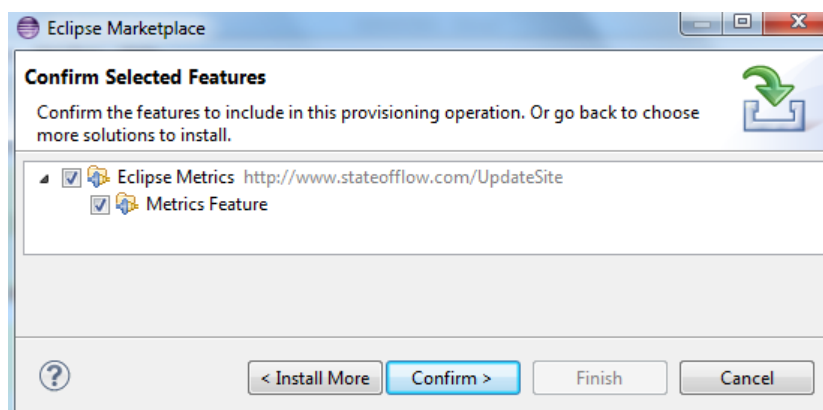 Eclipse Marketplace
Confirm Selected Features
Confirm the features to include in this provisioning operation. Or go back to choose
more solutions to install.
Eclipse Metrics http://www.stateofflow.com/UpdateSite
Metrics Feature
? < Install More Confirm > Finish Cancel